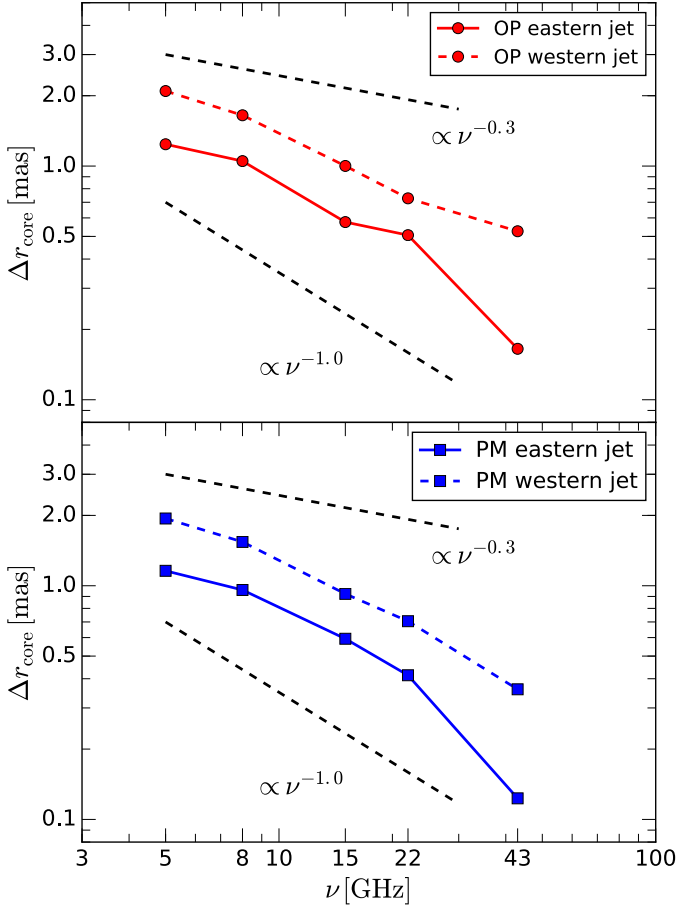 OP eastern jet
OP western jet
3.0
2.0
1.0
0.5
0.1
Δr_core [mas]
∝ν^−0.3
∝ν^−1.0
PM eastern jet
PM western jet
3.0
2.0
1.0
0.5
0.1
Δr_core [mas]
∝ν^−0.3
∝ν^−1.0
3 5 8 10 15 22 43 100
ν [GHz]